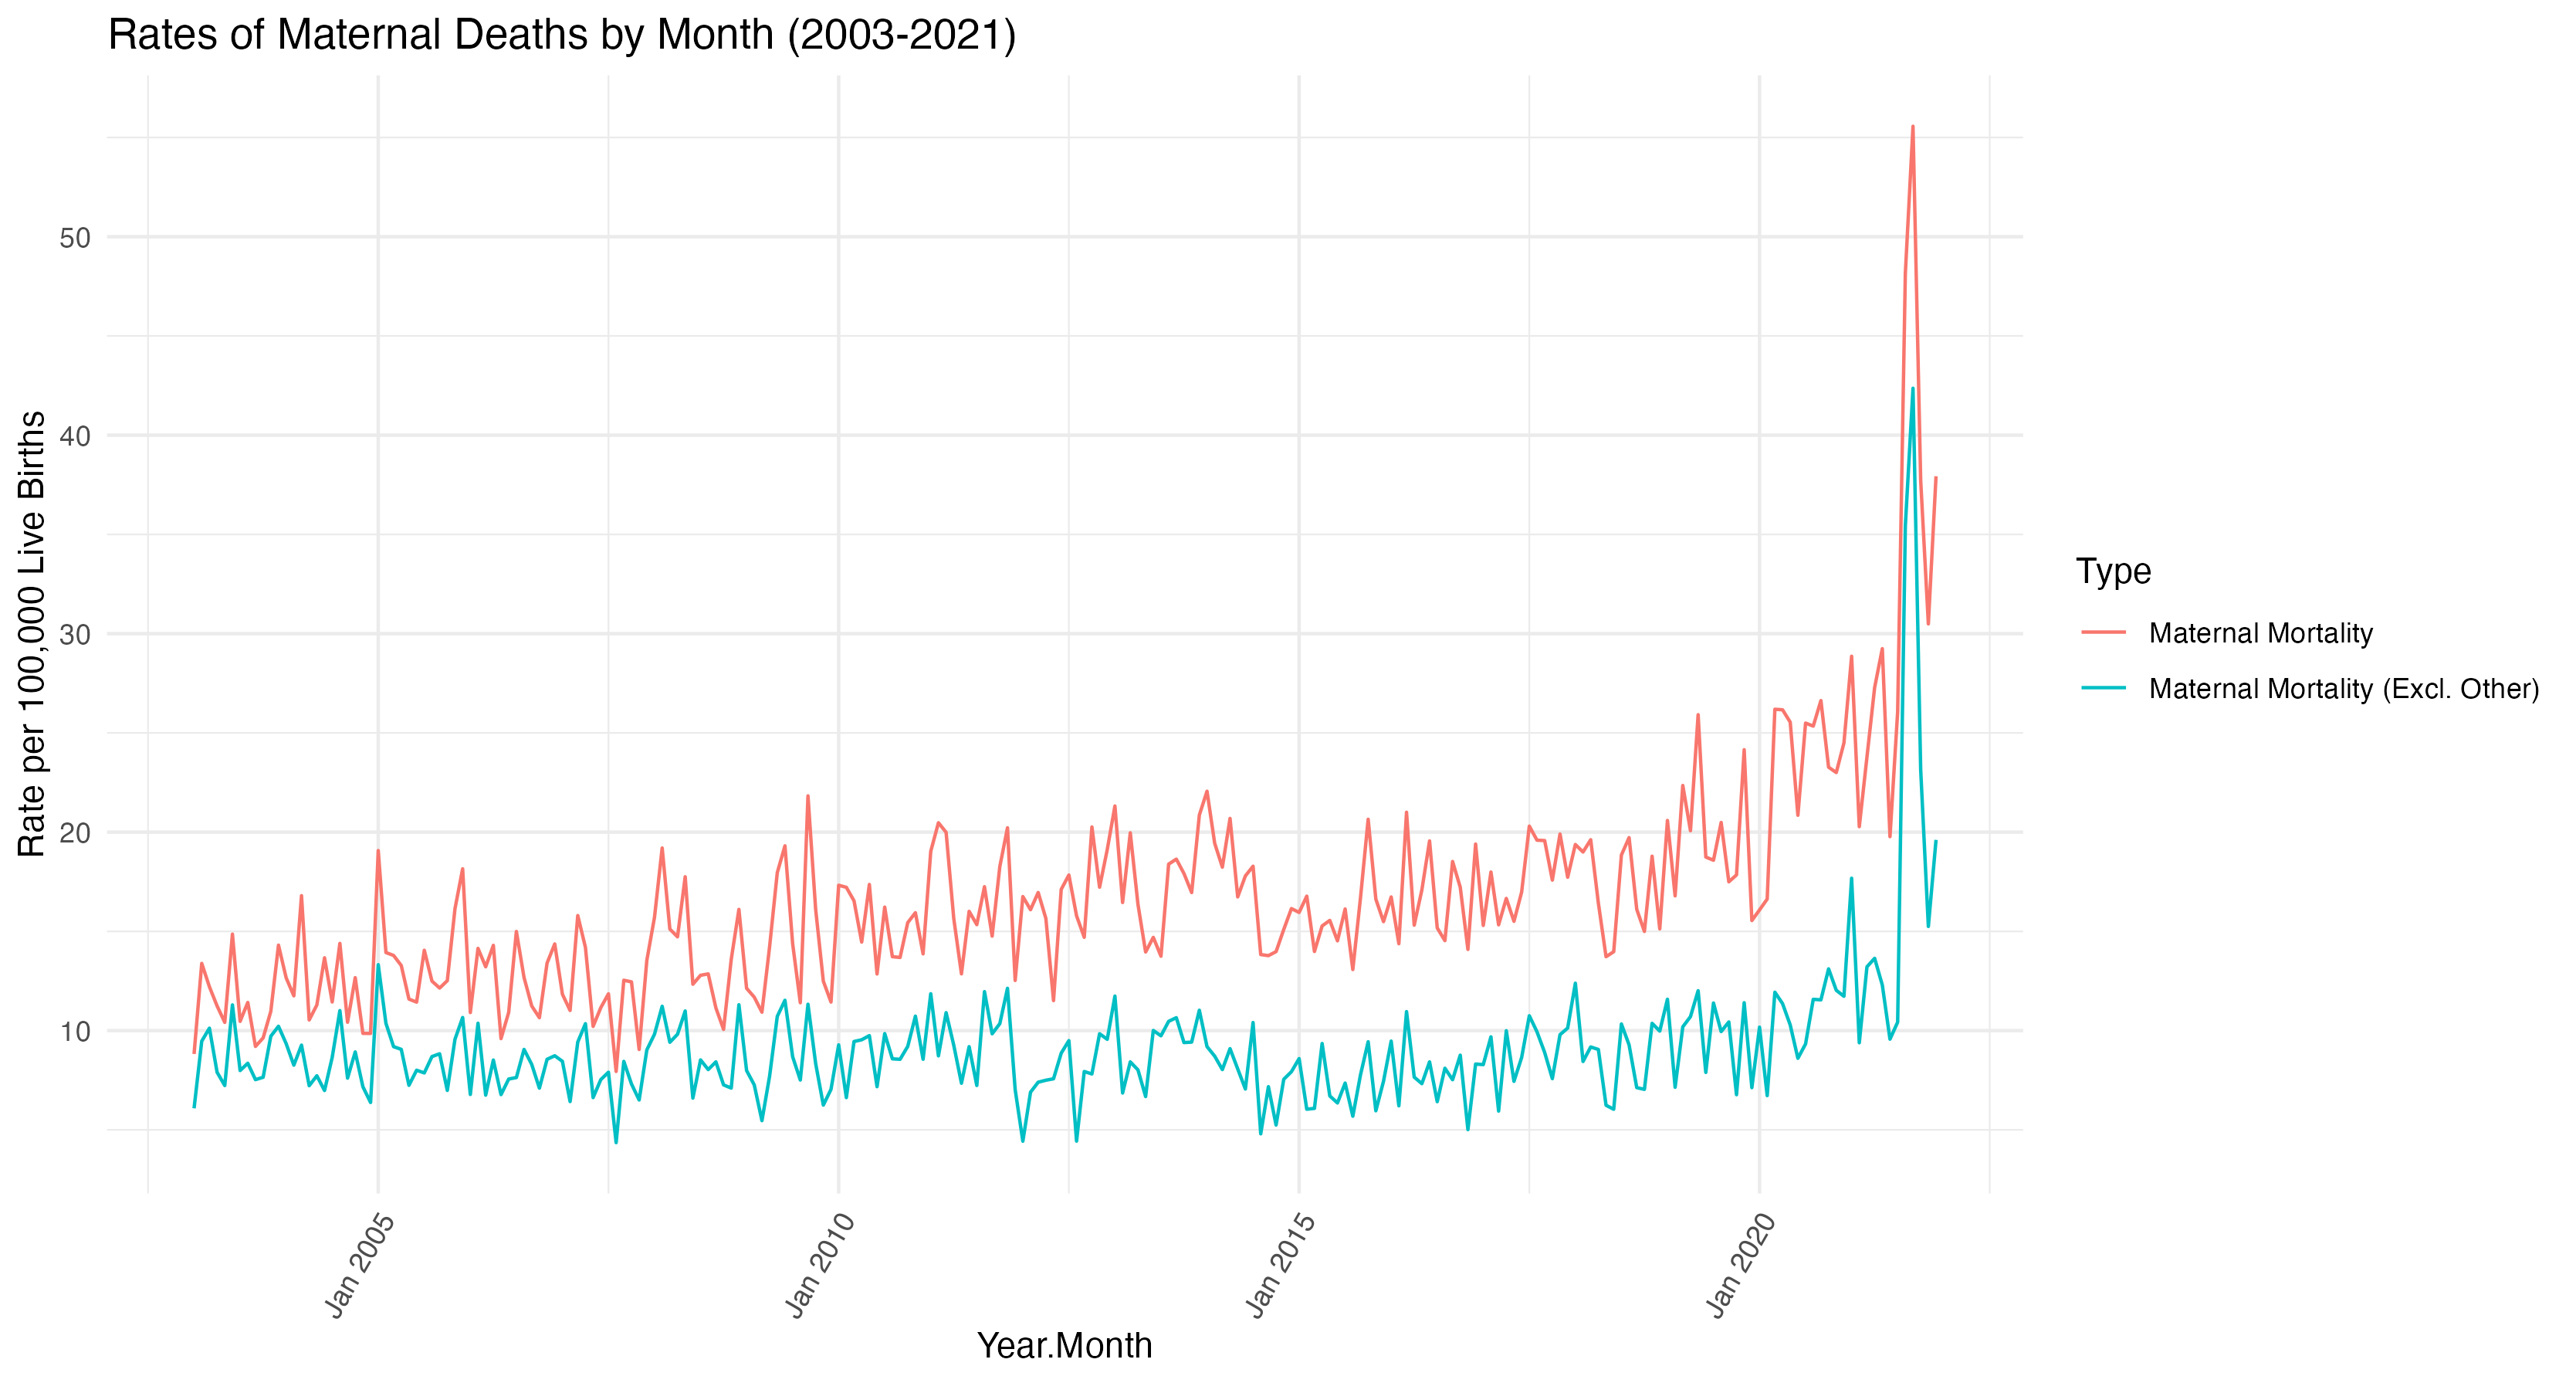 Rates of Maternal Deaths by Month (2003-2021)
Rate per 100,000 Live Births
50
40
30
20
10
Jan 2005
Jan 2010
Jan 2015
Jan 2020
Year.Month
Type
Maternal Mortality
Maternal Mortality (Excl. Other)